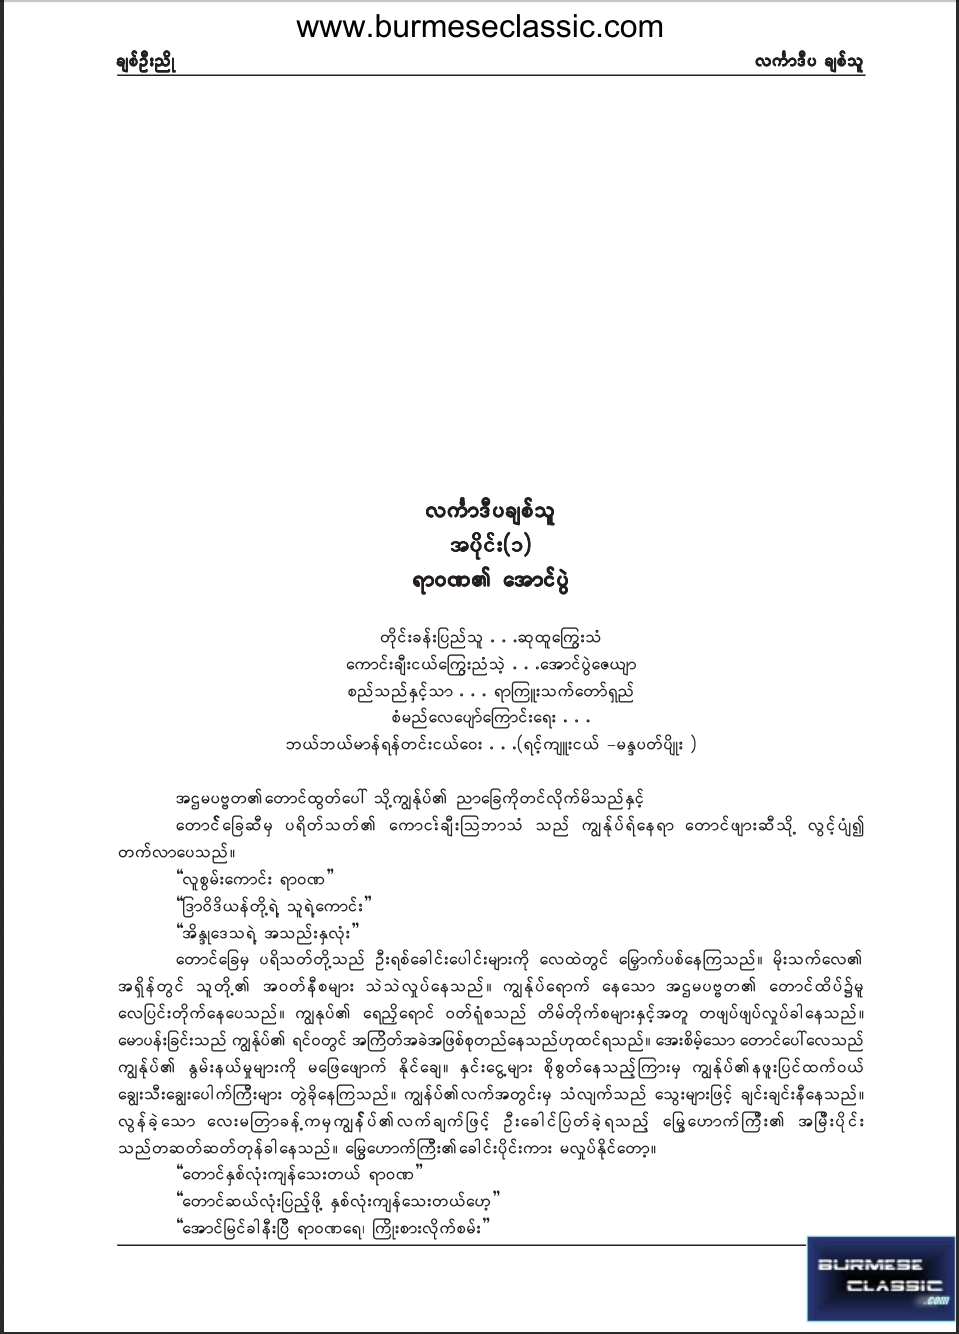 www.burmeseclassic.com
ချစ်ဦးညို
လင်္ကာဒီပ ချစ်သူ
လင်္ကာဒီပချစ်သူ
အပိုင်း(၁)
ရာဝဏ၏ အောင်ပွဲ
တိုင်းခန်းပြည်သူ . . .ဆုထူကြွေးသံ
ကောင်းချီးငယ်ကြွေးညံသဲ့ . . .အောင်ပွဲဇေယျာ
စည်သည်နှင့်သာ . . . ရာကြူးသက်တော်ရှည်
စံမည်လေပျော်ကြောင်းရေး . . .
ဘယ်ဘယ်မာန်ရန်တင်းငယ်ဝေး . . .(ရင့်ကျူးငယ် –မန္ဒပတ်ပျိုး )
အဌမပဗ္ဗတ၏တောင်ထွတ်ပေါ် သို့ကျွန်ုပ်၏ ညာခြေကိုတင်လိုက်မိသည်နှင့်
တောင်ခြေဆီမှ ပရိတ်သတ်၏ ကောငး်ချီးသြဘာသံ သည် ကျွန်ုပ်ရ်နေရာ တောင်ဖျားဆီသို့ လွင့်ပျံ၍
တက်လာပေသည်။
“လူစွမ်းကောင်း ရာဝဏ”
“ဒြာဝိဒိယန်တို့ရဲ့ သူရဲ့ကောင်း”
“အိန္ဒုဒေသရဲ့ အသည်းနှလုံး”
တောင်ခြေမှ ပရိသတ်တို့သည် ဦးရစ်ခေါင်းပေါင်းများကို လေထဲတွင် မြှောက်ပစ်နေကြသည်။ မိုးသက်လေ၏
အရှိန်တွင် သူတို့၏ အဝတ်နီစများ သဲသဲလှုပ်နေသည်။ ကျွန်ုပ်ရောက် နေသော အဌမပဗ္ဗတ၏ တောင်ထိပ်၌မူ
လေပြင်းတိုက်နေပေသည်။ ကျွနုပ်၏ ရေညှိရောင် ဝတ်ရုံစသည် တိမ်တိုက်စများနှင့်အတူ တဖျပ်ဖျပ်လှုပ်ခါနေသည်။
မောပန်းခြင်းသည် ကျွန်ုပ်၏ ရင်ဝတွင် အကြိတ်အခဲအဖြစ်စုတည်နေသည်ဟုထင်ရသည်။ အေးစိမ့်သော တောင်ပေါ်လေသည်
ကျွန်ုပ်၏ နွမ်းနယ်မှုများကို မဖြေဖျောက် နိုင်ချေ။ နှင်းငွေ့များ စိုစွတ်နေသည့်ကြားမှ ကျွန်ုပ်၏နဖူးပြင်ထက်ဝယ်
ချွေးသီးချွေးပေါက်ကြီးများ တွဲခိုနေကြသည်။ ကျွန်ပ်၏လက်အတွင်းမှ သံလျက်သည် သွေးများဖြင့် ချင်းချင်းနီနေသည်။
လွန်ခဲ့သော လေးမတြာခန့်ကမှကျွန်ုပ်၏လက်ချက်ဖြင့် ဦးခေါင်ပြတ်ခဲ့ရသည့် မြွေဟောက်ကြီး၏ အမြီးပိုင်း
သည်တဆတ်ဆတ်တုန်ခါနေသည်။ မြွေဟောက်ကြီး၏ခေါင်းပိုင်းကား မလှုပ်နိုင်တော့။
“တောင်နှစ်လုံးကျန်သေးတယ် ရာဝဏ”
“တောင်ဆယ်လုံးပြည့်ဖို့ နှစ်လုံးကျန်သေးတယ်ဟေ့”
“အောင်မြင်ခါနီးပြီ ရာဝဏရေ၊ ကြိုးစားလိုက်စမ်း”
BURMESE
CLASSIC
.com